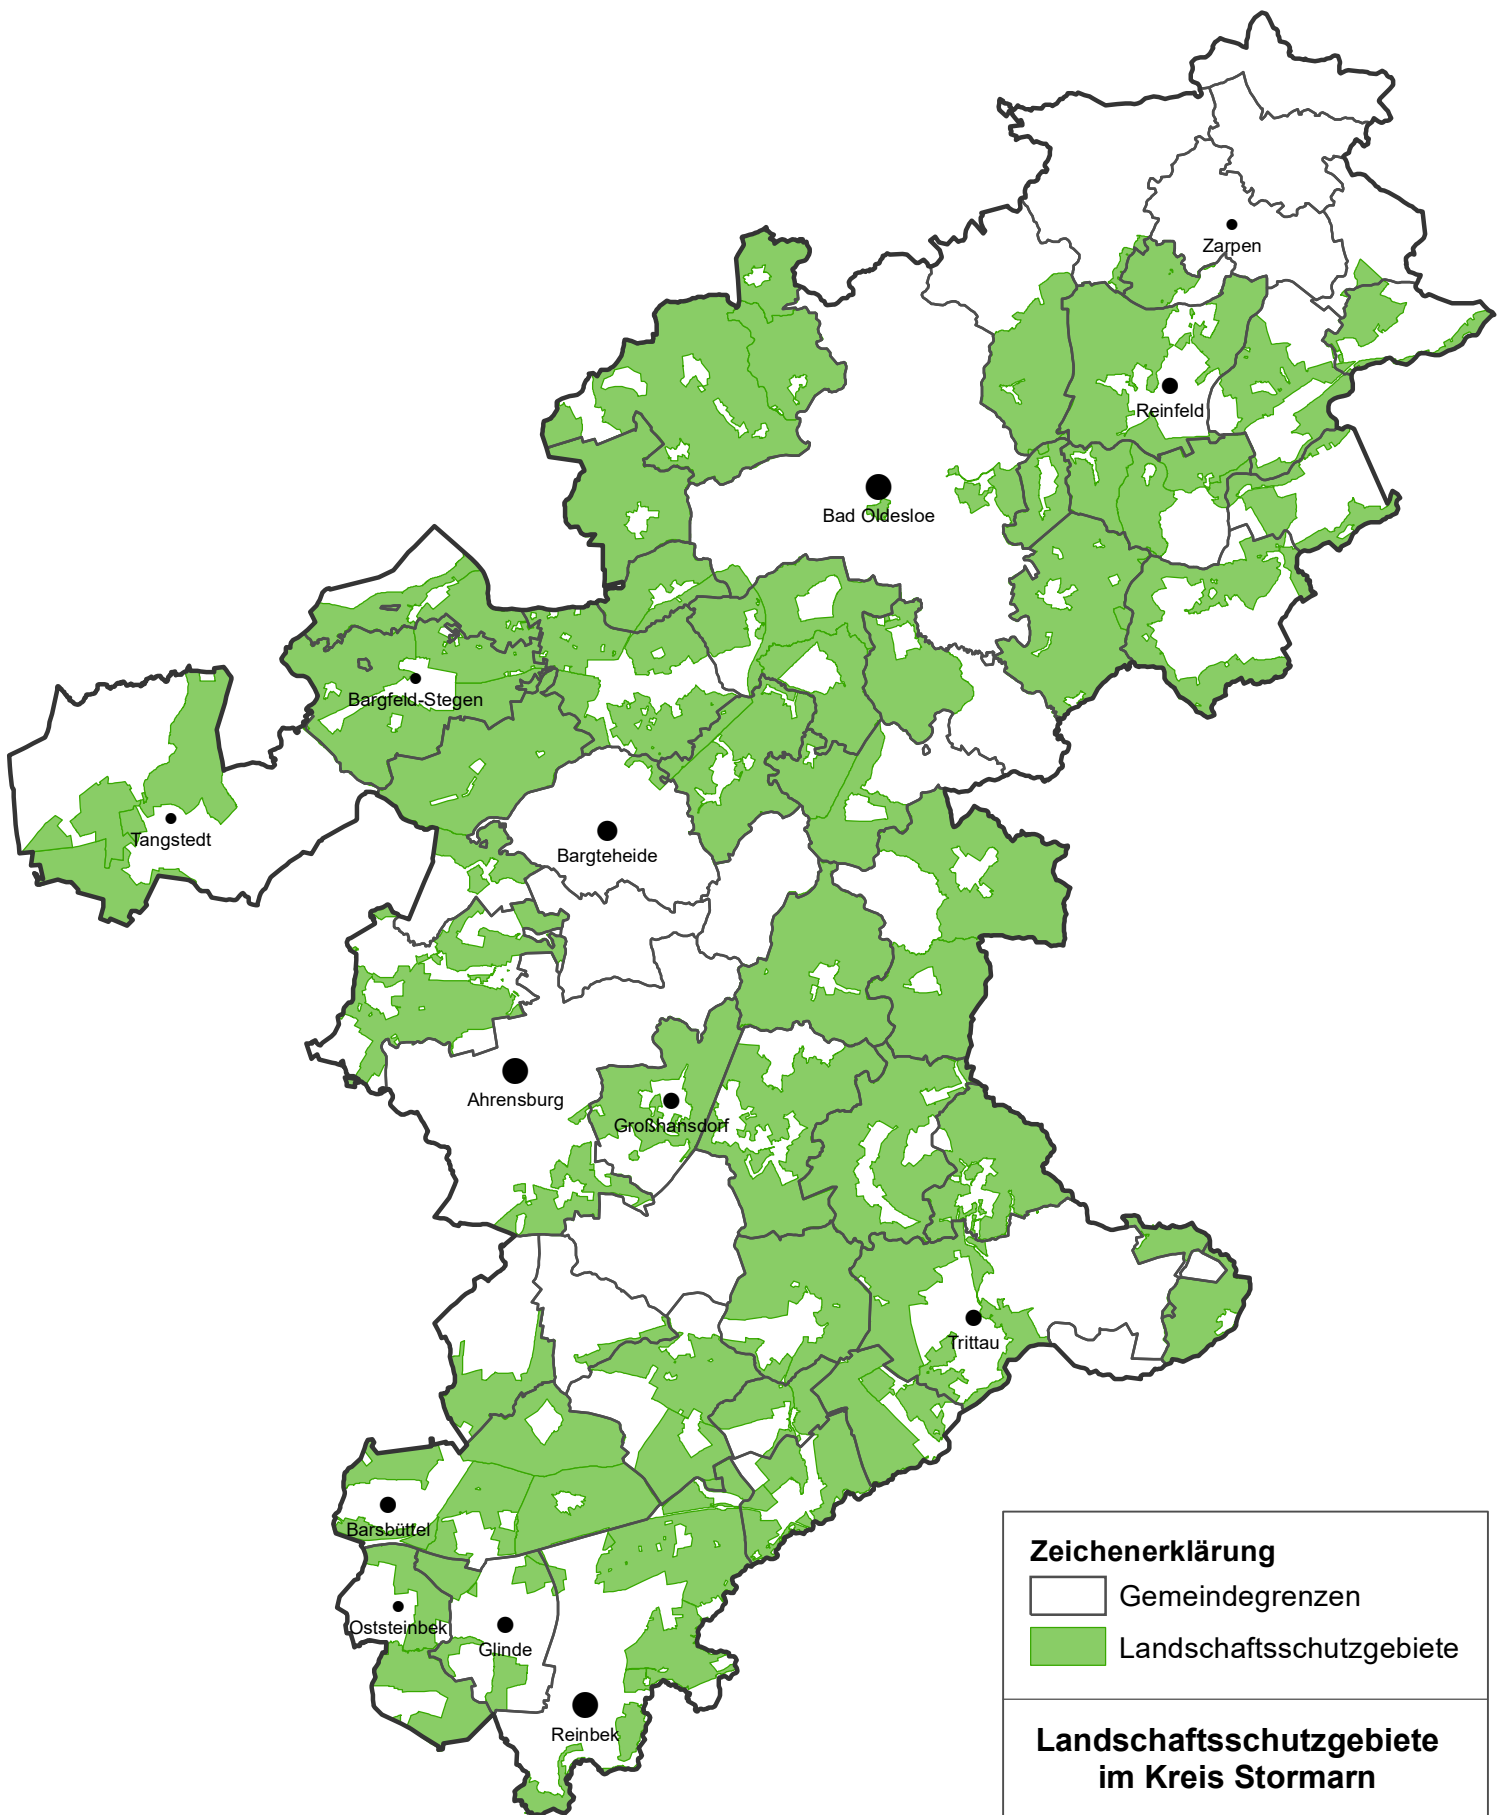 Zarpen
Reinfeld
Bad Oldesloe
Bargfeld-Stegen
Tangstedt
Bargteheide
Ahrensburg
Großhansdorf
Trittau
Barsbüttel
Oststeinbek
Glinde
Reinbek
Zeichenerklärung
Gemeindegrenzen
Landschaftsschutzgebiete
Landschaftsschutzgebiete
im Kreis Stormarn